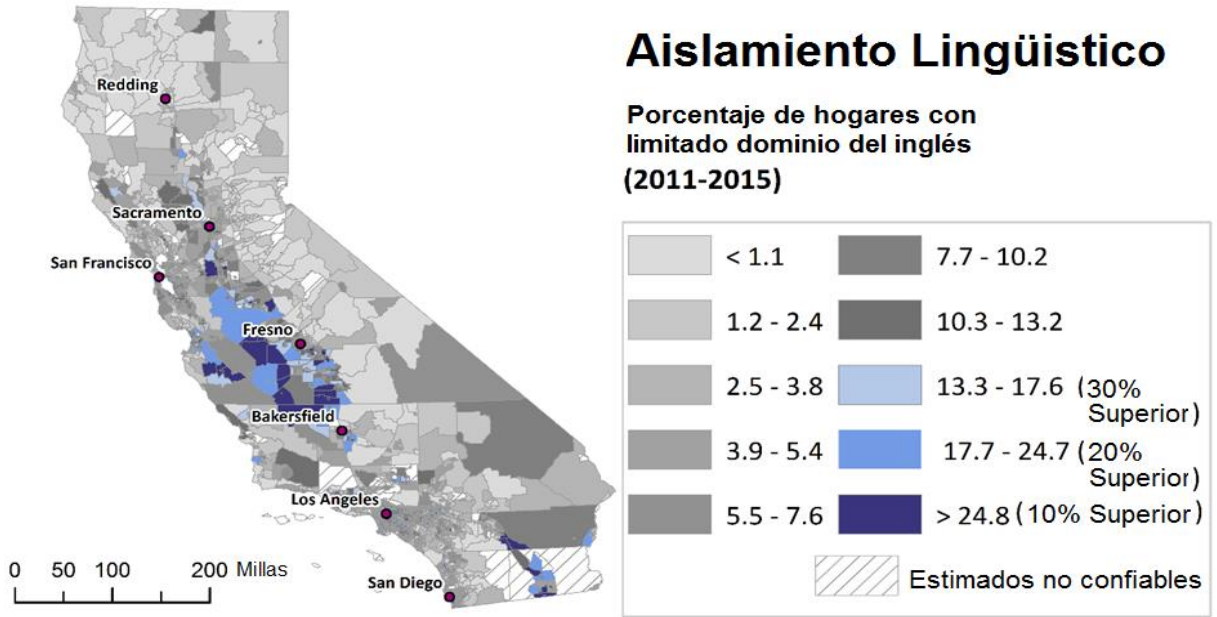 Aislamiento Lingüistico
Porcentaje de hogares con
limitado dominio del inglés
(2011-2015)
Redding
Sacramento
San Francisco
Fresno
Bakersfield
Los Angeles
San Diego
0 50 100 200 Millas
< 1.1
1.2 - 2.4
2.5 - 3.8
3.9 - 5.4
5.5 - 7.6
7.7 - 10.2
10.3 - 13.2
13.3 - 17.6 (30%
Superior)
17.7 - 24.7 (20%
Superior)
> 24.8 (10% Superior)
Estimados no confiables